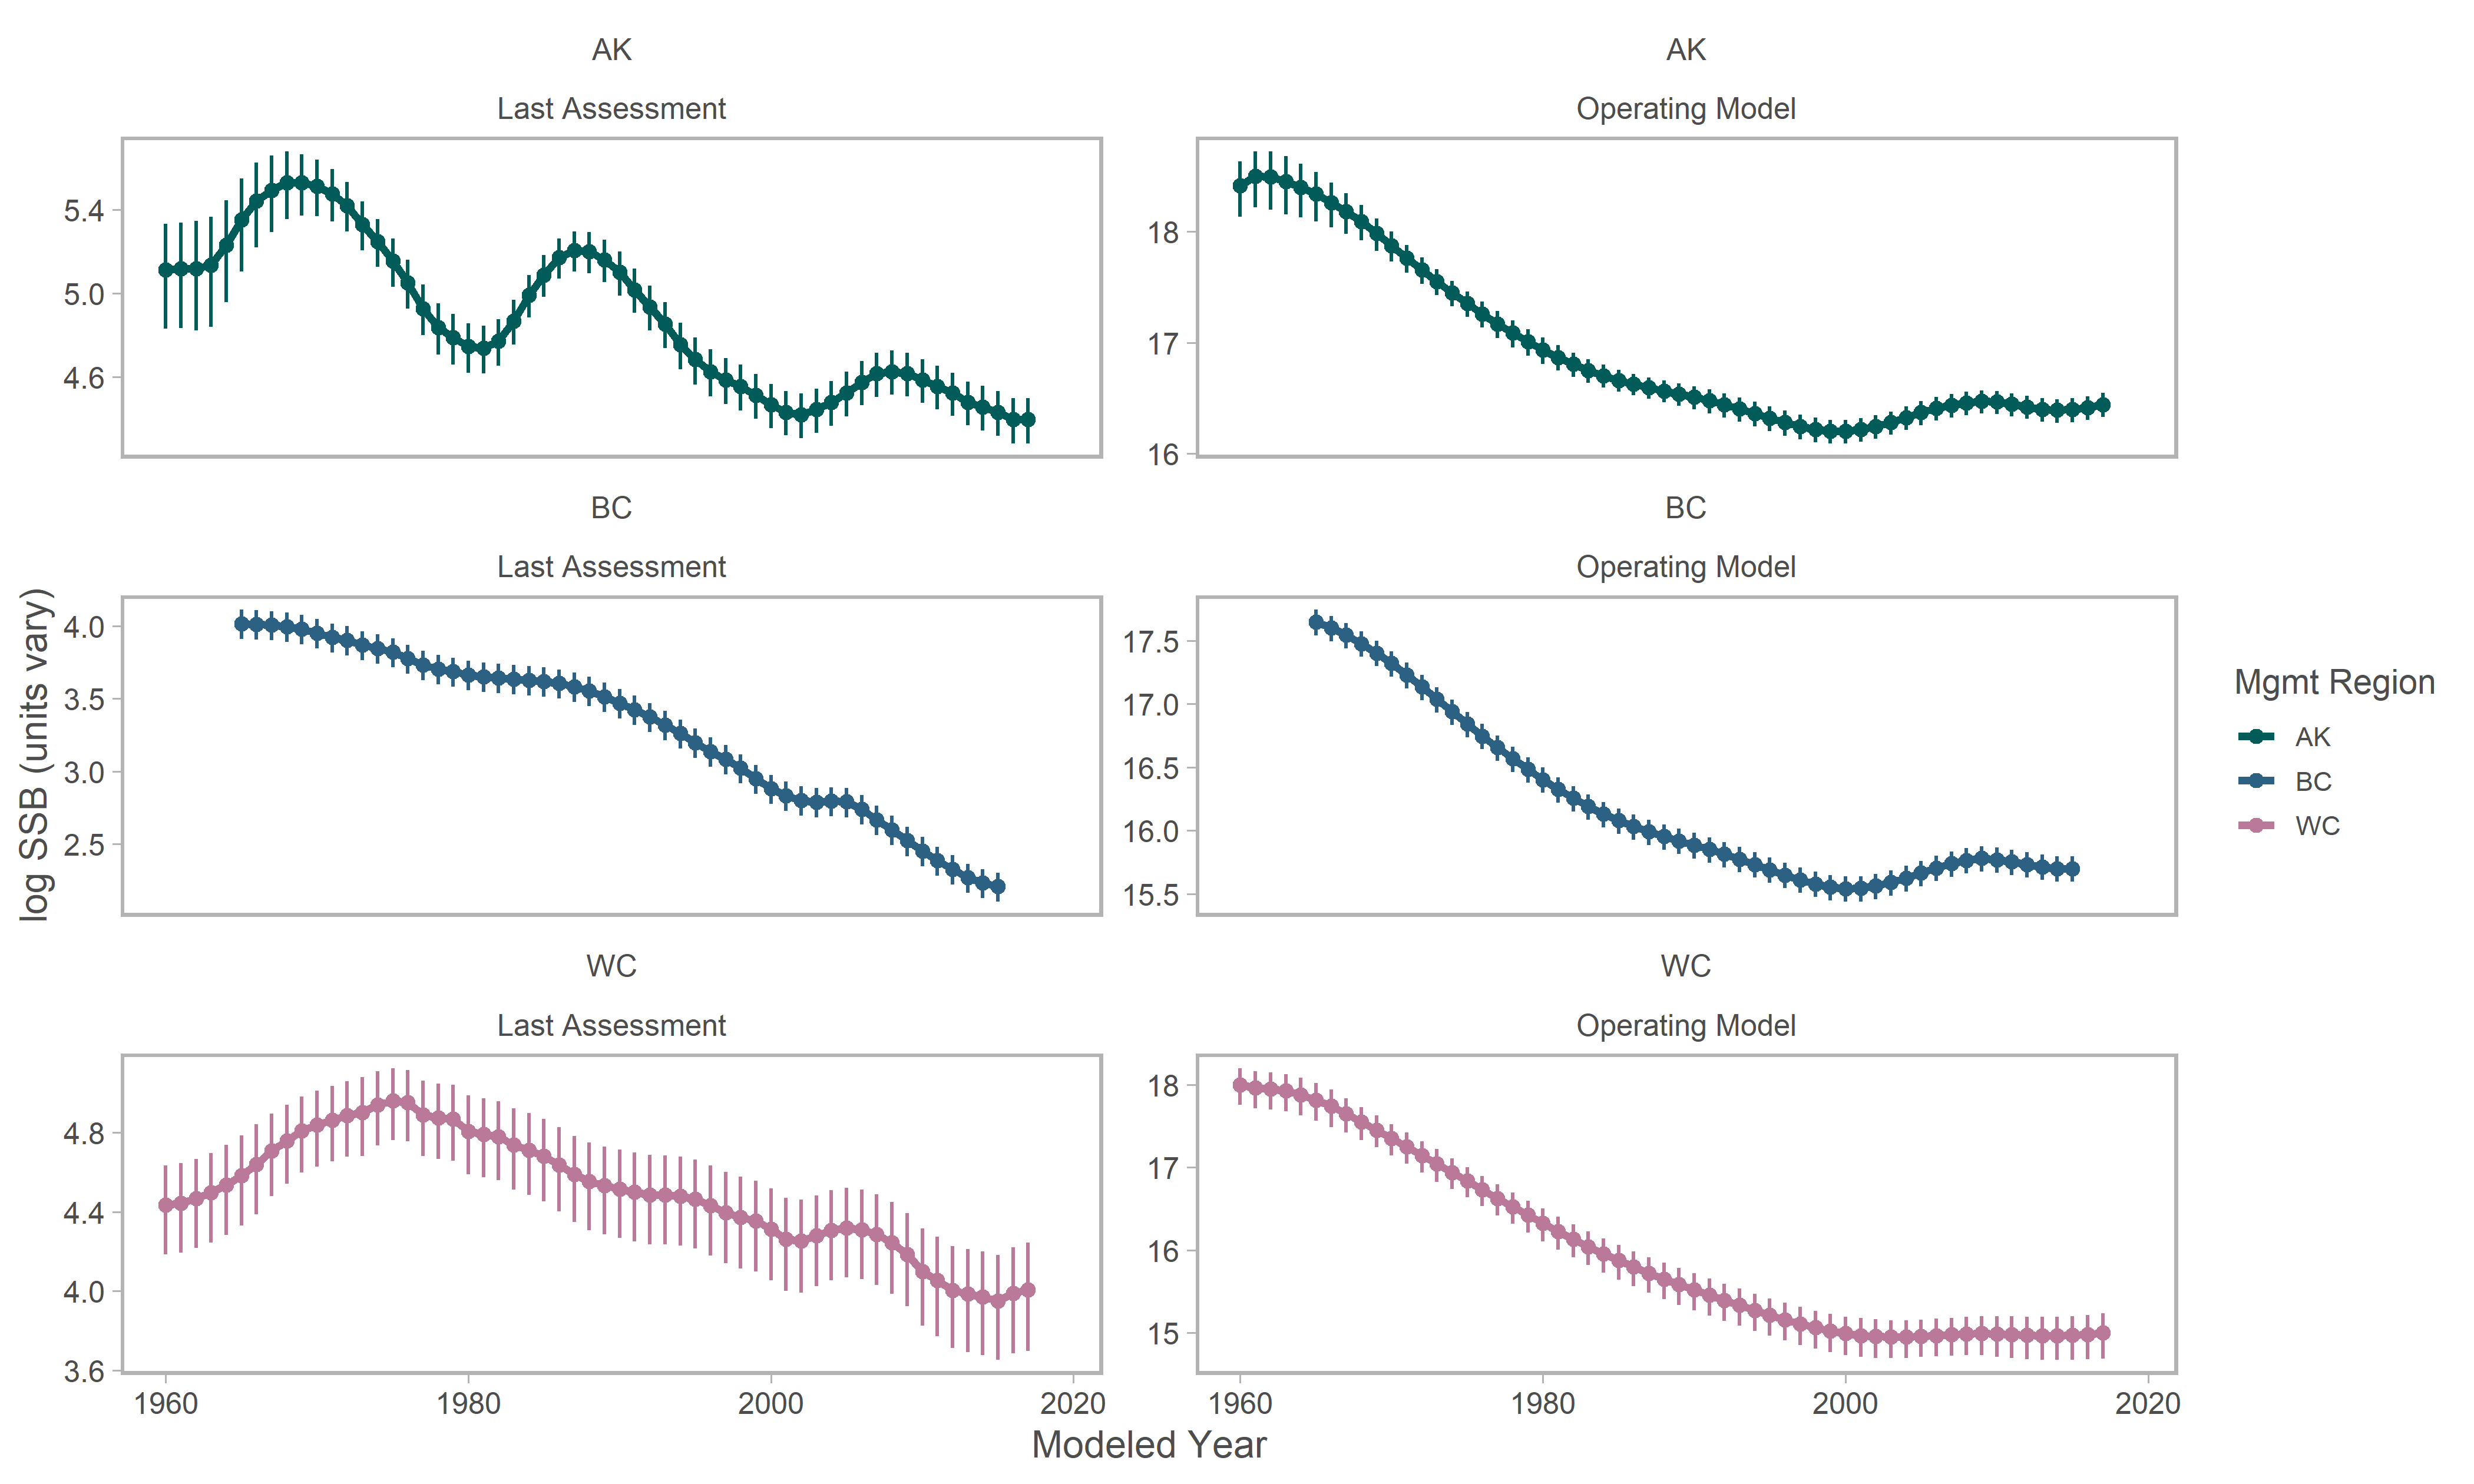 AK
Last Assessment
5.4
5.0
4.6
AK
Operating Model
18
17
16
BC
Last Assessment
4.0
3.5
3.0
2.5
BC
Operating Model
17.5
17.0
16.5
16.0
15.5
WC
Last Assessment
4.8
4.4
4.0
3.6
1960 1980 2000 2020
WC
Operating Model
18
17
16
15
1960 1980 2000 2020
log SSB (units vary)
Modeled Year
Mgmt Region
AK
BC
WC